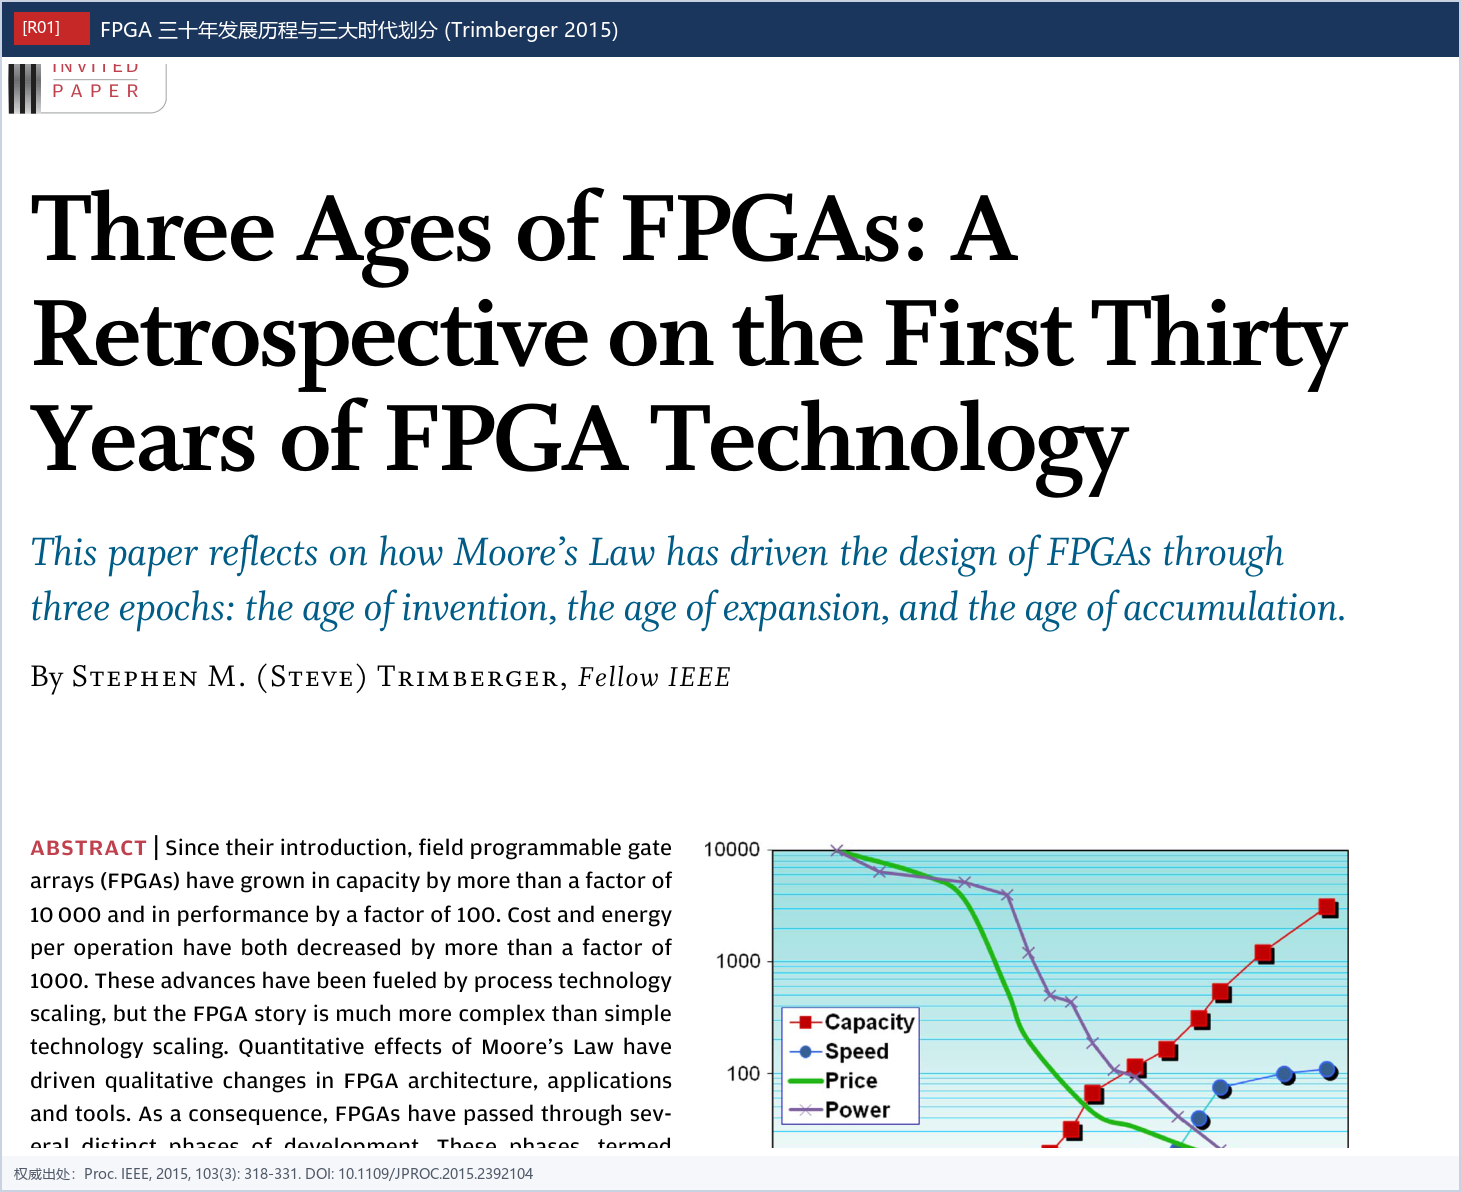 [R01] FPGA 三十年发展历程与三大时代划分 (Trimberger 2015)
INVITED
PAPER
Three Ages of FPGAs: A
Retrospective on the First Thirty
Years of FPGA Technology
This paper reflects on how Moore’s Law has driven the design of FPGAs through
three epochs: the age of invention, the age of expansion, and the age of accumulation.
By Stephen M. (Steve) Trimberger, Fellow IEEE
ABSTRACT | Since their introduction, field programmable gate
arrays (FPGAs) have grown in capacity by more than a factor of
10 000 and in performance by a factor of 100. Cost and energy
per operation have both decreased by more than a factor of
1000. These advances have been fueled by process technology
scaling, but the FPGA story is much more complex than simple
technology scaling. Quantitative effects of Moore’s Law have
driven qualitative changes in FPGA architecture, applications
and tools. As a consequence, FPGAs have passed through sev-
eral distinct phases of development. These phases, termed
10000
1000
100
Capacity
Speed
Price
Power
权威出处：Proc. IEEE, 2015, 103(3): 318-331. DOI: 10.1109/JPROC.2015.2392104